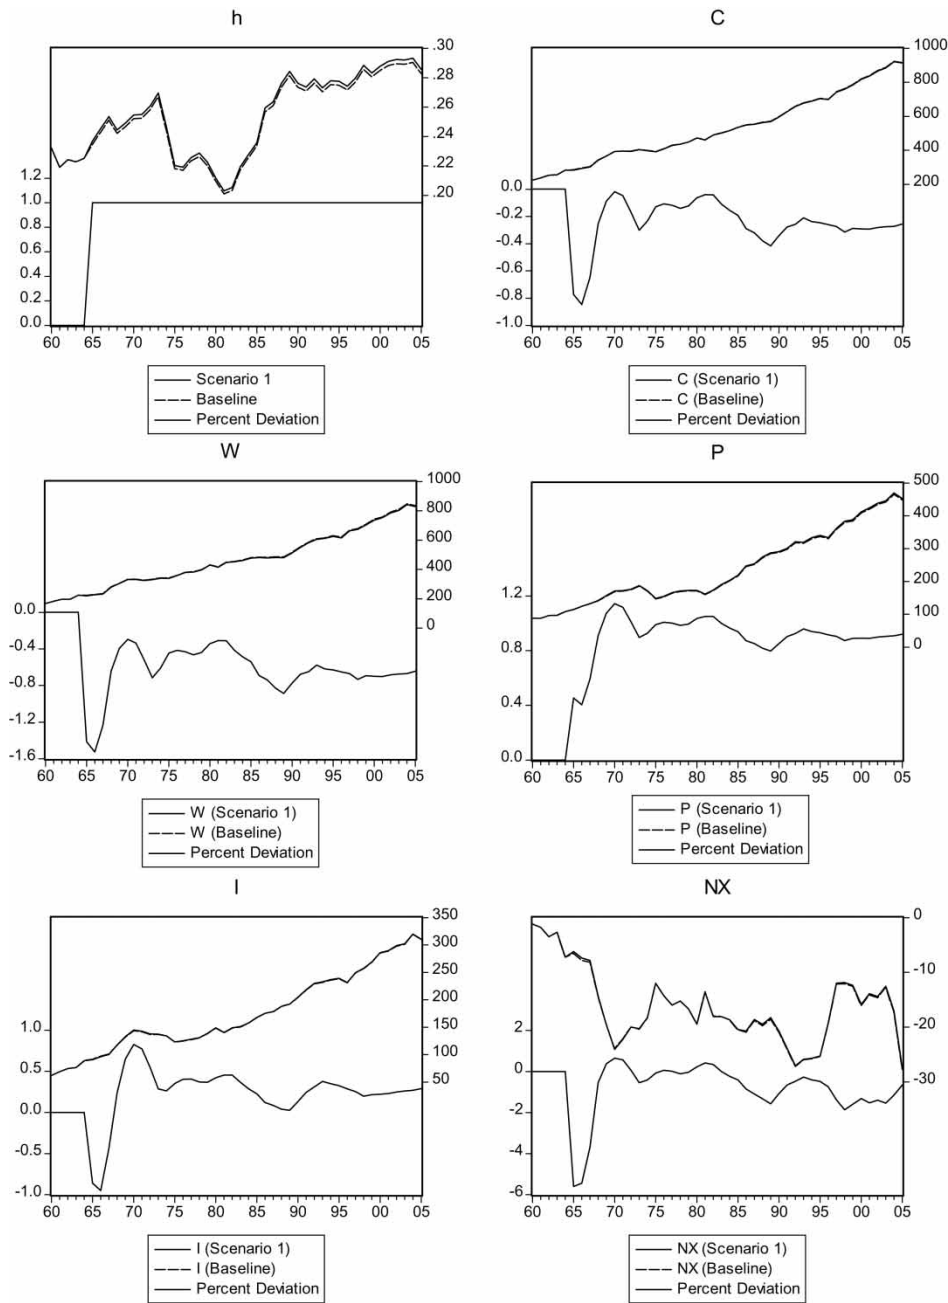 h
.30
.28
.26
.24
.22
.20
1.2
1.0
0.8
0.6
0.4
0.2
0.0
60 65 70 75 80 85 90 95 00 05
Scenario 1
Baseline
Percent Deviation
C
1000
800
600
400
200
0.0
-0.2
-0.4
-0.6
-0.8
-1.0
60 65 70 75 80 85 90 95 00 05
C (Scenario 1)
C (Baseline)
Percent Deviation
W
1000
800
600
400
200
0
0.0
-0.4
-0.8
-1.2
-1.6
60 65 70 75 80 85 90 95 00 05
W (Scenario 1)
W (Baseline)
Percent Deviation
P
500
400
300
200
100
0
1.2
0.8
0.4
0.0
60 65 70 75 80 85 90 95 00 05
P (Scenario 1)
P (Baseline)
Percent Deviation
I
350
300
250
200
150
100
50
1.0
0.5
0.0
-0.5
-1.0
60 65 70 75 80 85 90 95 00 05
I (Scenario 1)
I (Baseline)
Percent Deviation
NX
0
-10
-20
-30
2
0
-2
-4
-6
60 65 70 75 80 85 90 95 00 05
NX (Scenario 1)
NX (Baseline)
Percent Deviation